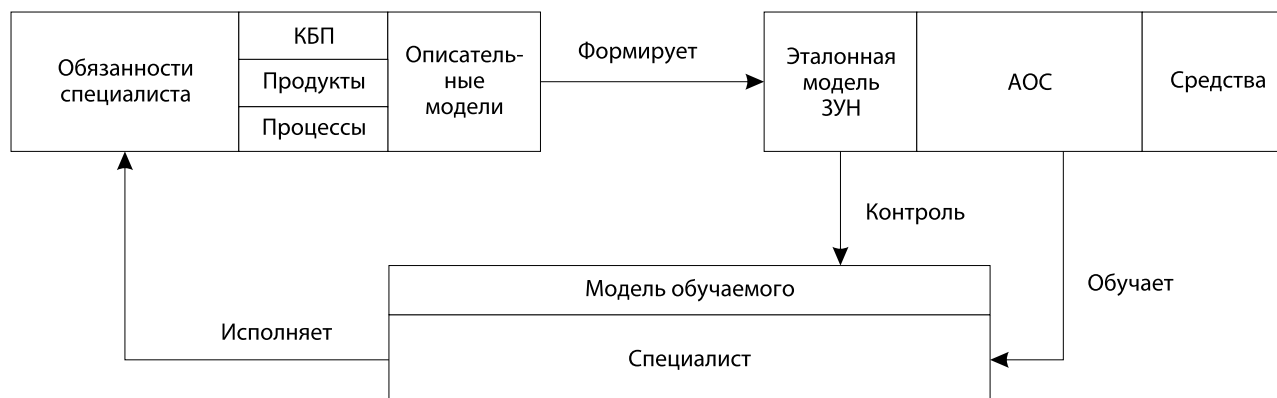 Обязанности
специалиста
КБП
Продукты
Процессы
Описатель-
ные
модели
Формирует
Эталонная
модель
ЗУН
АОС
Средства
Контроль
Обучает
Модель обучаемого
Исполняет
Специалист